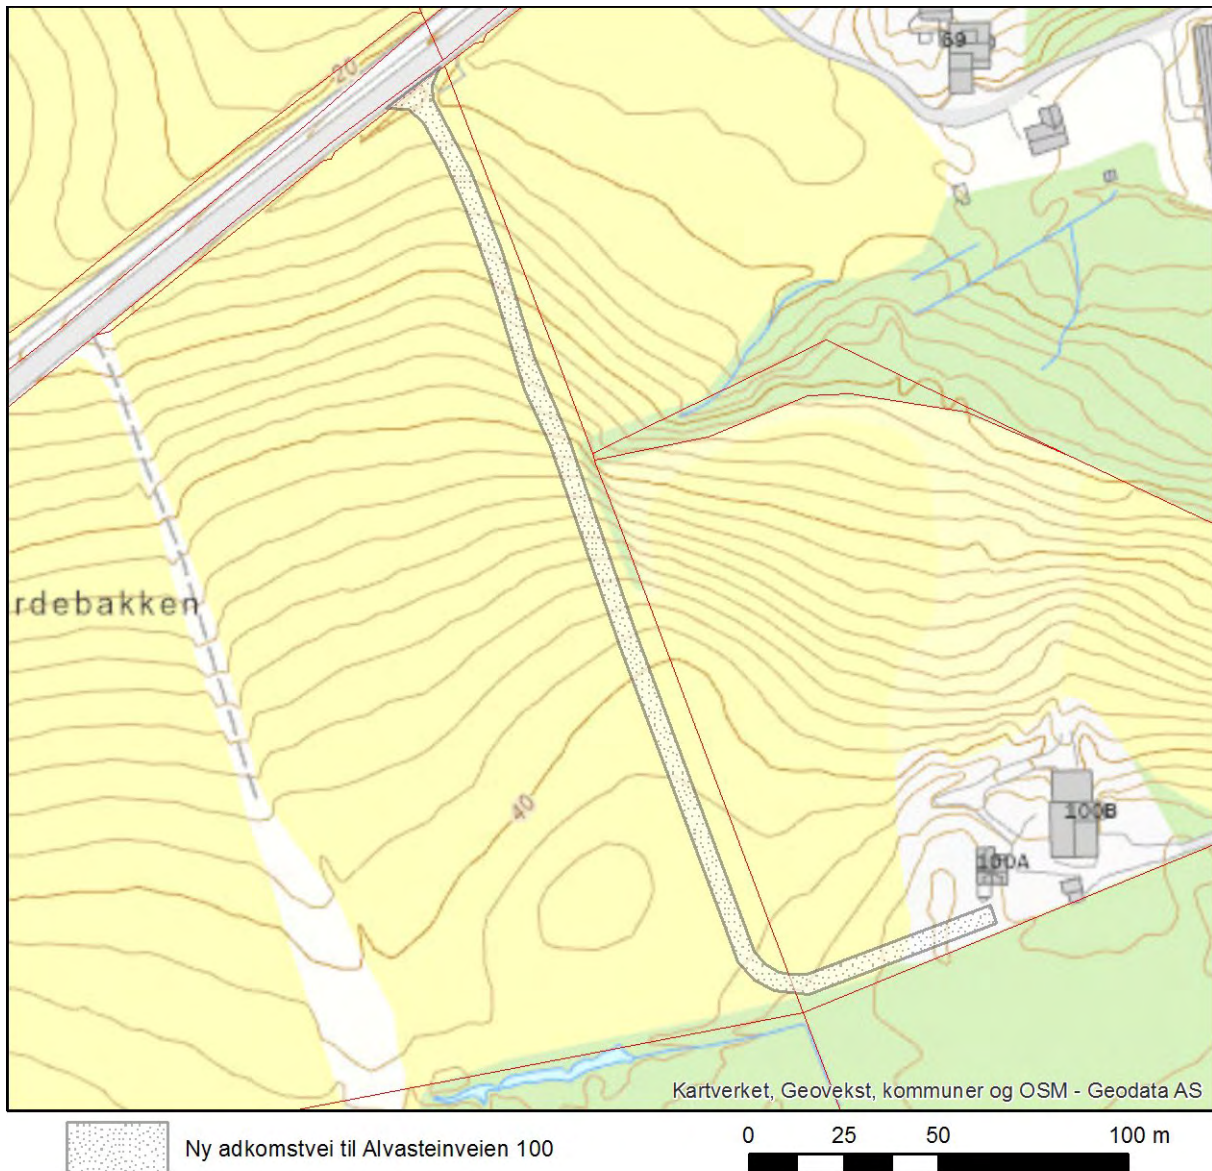 20
69
rdebakken
40
100B
100A
Kartverket, Geovekst, kommuner og OSM - Geodata AS
Ny adkomstvei til Alvasteinveien 100
0 25 50 100 m